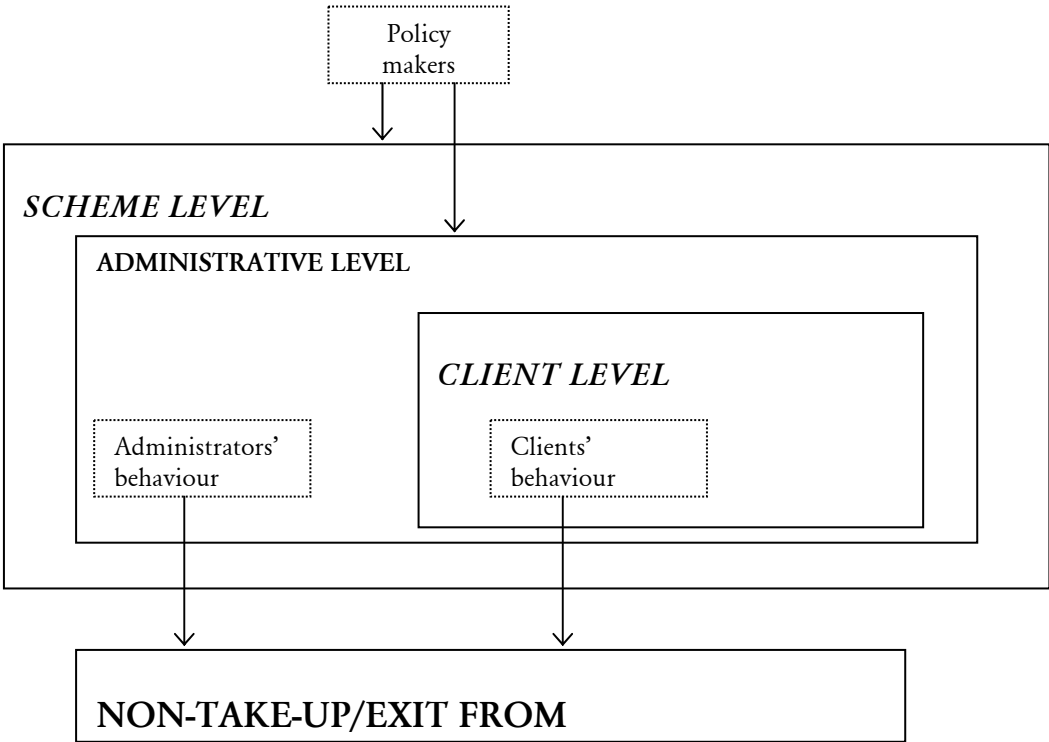 Policy
makers
SCHEME LEVEL
ADMINISTRATIVE LEVEL
CLIENT LEVEL
Administrators’
behaviour
Clients’
behaviour
NON-TAKE-UP/EXIT FROM